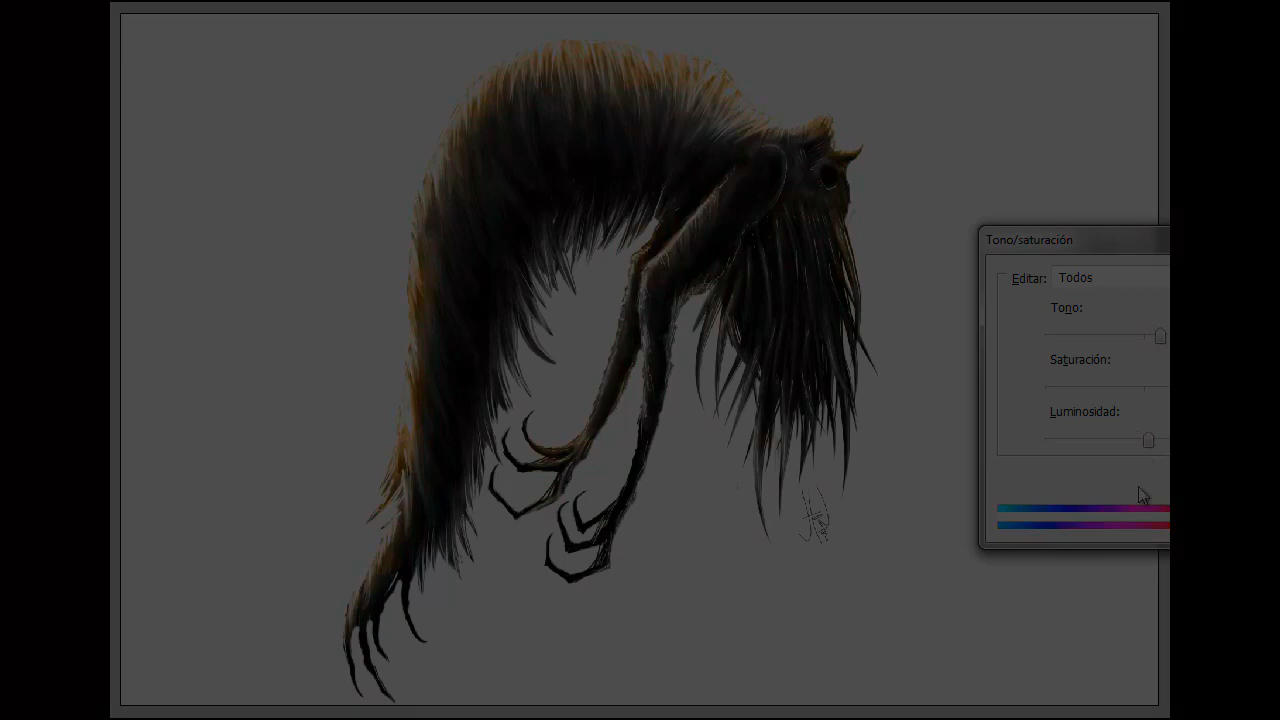 Tono/saturación
Editar: Todos
Tono:
Saturación:
Luminosidad: